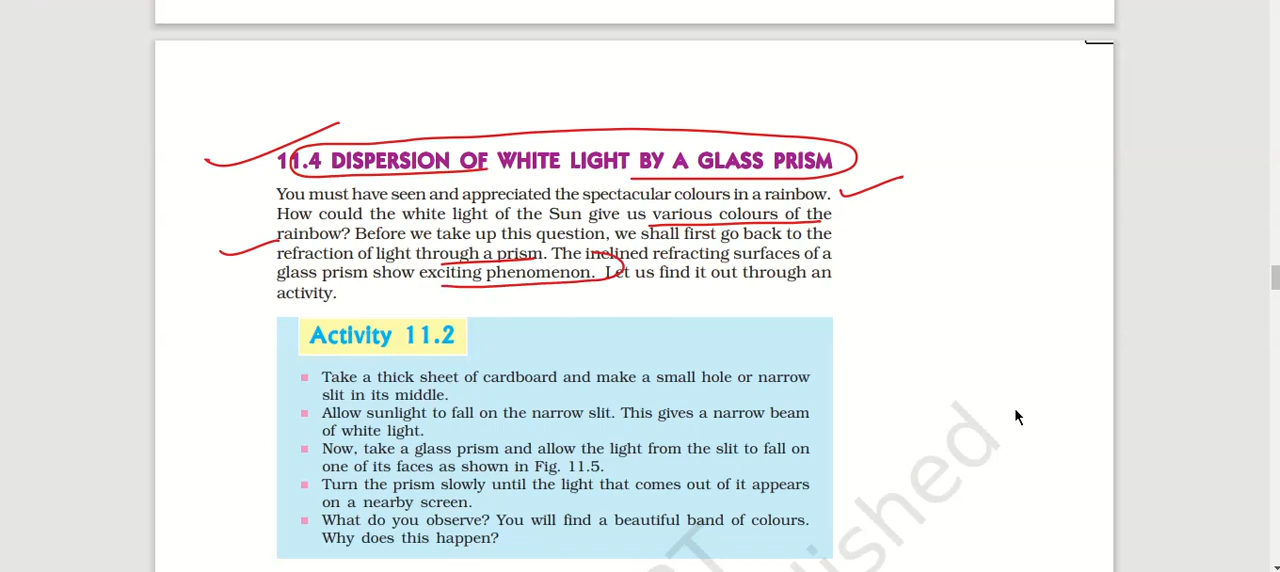 11.4 DISPERSION OF WHITE LIGHT BY A GLASS PRISM
You must have seen and appreciated the spectacular colours in a rainbow.
How could the white light of the Sun give us various colours of the
rainbow? Before we take up this question, we shall first go back to the
refraction of light through a prism. The inclined refracting surfaces of a
glass prism show exciting phenomenon. Let us find it out through an
activity.
Activity 11.2
Take a thick sheet of cardboard and make a small hole or narrow
slit in its middle.
Allow sunlight to fall on the narrow slit. This gives a narrow beam
of white light.
Now, take a glass prism and allow the light from the slit to fall on
one of its faces as shown in Fig. 11.5.
Turn the prism slowly until the light that comes out of it appears
on a nearby screen.
What do you observe? You will find a beautiful band of colours.
Why does this happen?